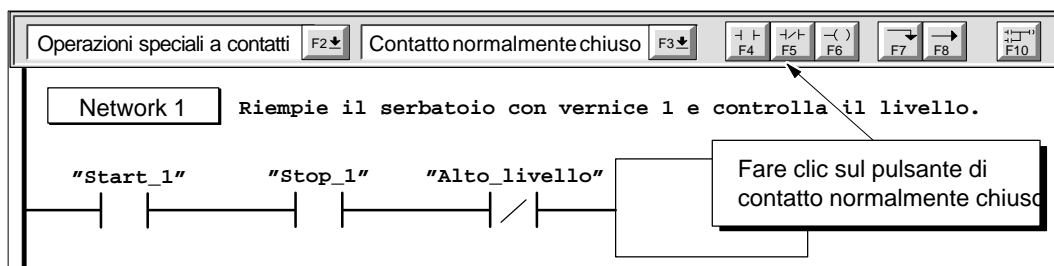 Operazioni speciali a contatti F2 Contatto normalmente chiuso F3 F4 F5 F6 F7 F8 F10
Network 1 Riempie il serbatoio con vernice 1 e controlla il livello.
"Start_1" "Stop_1" "Alto_livello"
Fare clic sul pulsante di
contatto normalmente chiuso